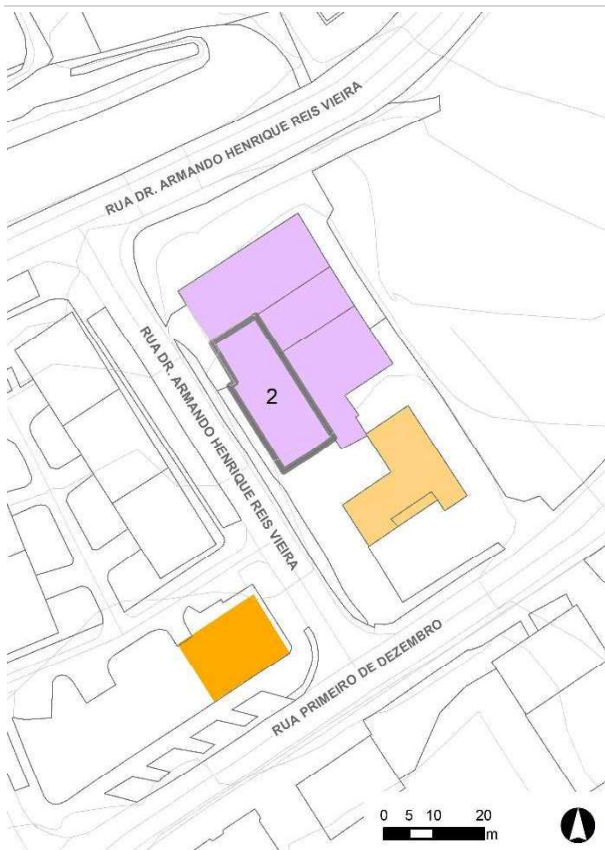 RUA DR. ARMANDO HENRIQUE REIS VIEIRA
RUA DR. ARMANDO HENRIQUE REIS VIEIRA
2
RUA PRIMEIRO DE DEZEMBRO
0 5 10 20
m